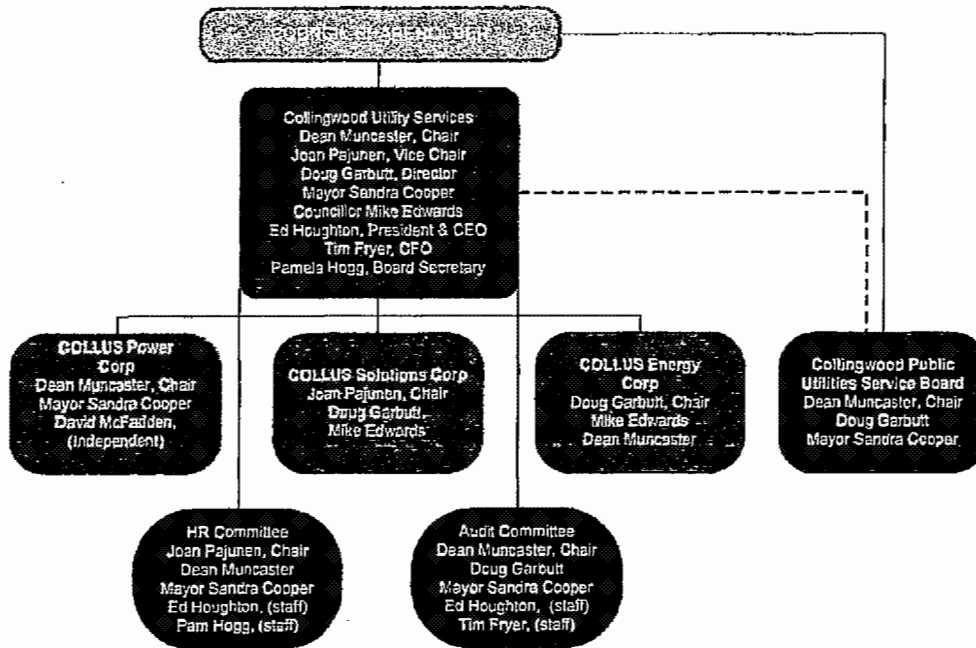 COUNCIL SHAREHOLDER
Collingwood Utility Services
Dean Muncaster, Chair
Joan Pajunen, Vice Chair
Doug Garbutt, Director
Mayor Sandra Cooper
Councillor Mike Edwards
Ed Houghton, President & CEO
Tim Fryer, CFO
Pamela Hogg, Board Secretary
COLLUS Power
Corp
Dean Muncaster, Chair
Mayor Sandra Cooper
David McFadden,
(Independent)
COLLUS Solutions Corp
Joan Pajunen, Chair
Doug Garbutt,
Mike Edwards
COLLUS Energy
Corp
Doug Garbutt, Chair
Mike Edwards
Dean Muncaster
Collingwood Public
Utilities Service Board
Dean Muncaster, Chair
Doug Garbutt
Mayor Sandra Cooper
HR Committee
Joan Pajunen, Chair
Dean Muncaster
Mayor Sandra Cooper
Ed Houghton, (staff)
Pam Hogg, (staff)
Audit Committee
Dean Muncaster, Chair
Doug Garbutt
Mayor Sandra Cooper
Ed Houghton, (staff)
Tim Fryer, (staff)